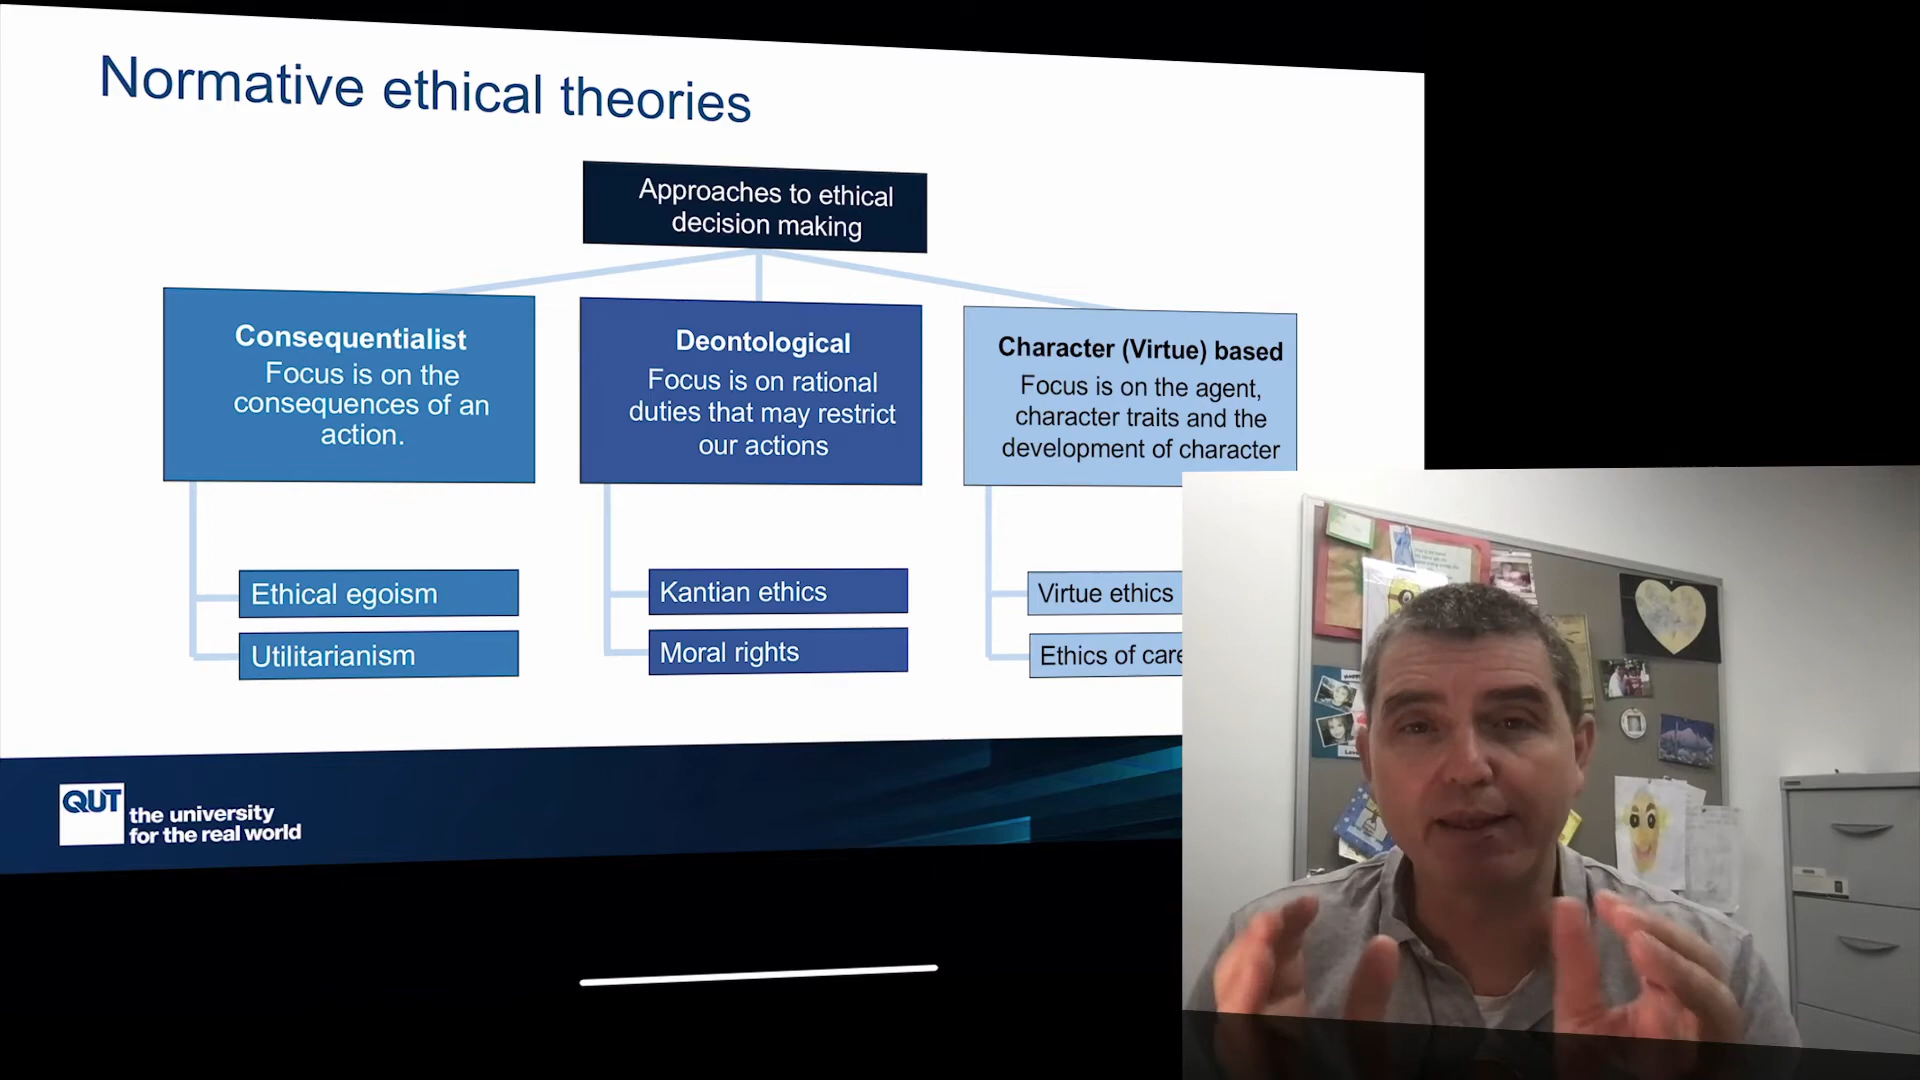 Normative ethical theories
Approaches to ethical
decision making
Consequentialist
Focus is on the
consequences of an
action.
Deontological
Focus is on rational
duties that may restrict
our actions
Character (Virtue) based
Focus is on the agent,
character traits and the
development of character
Ethical egoism
Utilitarianism
Kantian ethics
Moral rights
Virtue ethics
Ethics of care
QUT
the university
for the real world